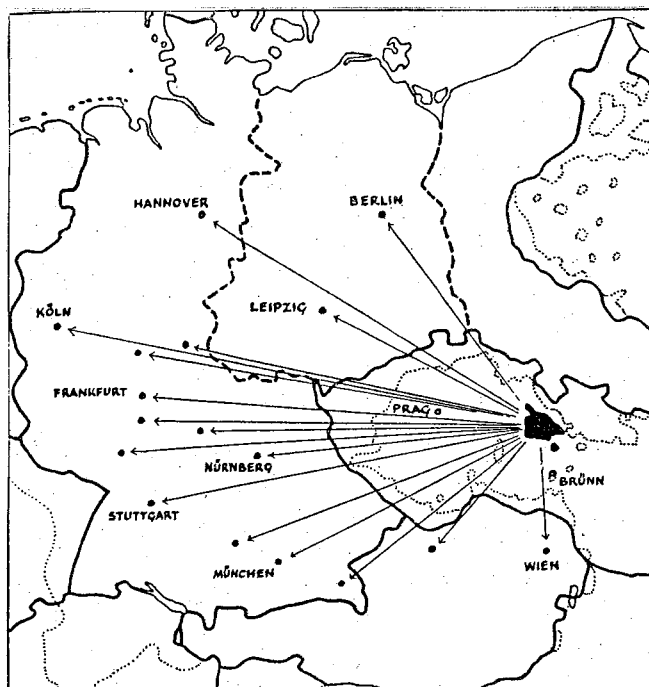 HANNOVER
BERLIN
LEIPZIG
KÖLN
FRANKFURT
PRAG
NÜRNBERG
BRÜNN
STUTTGART
MÜNCHEN
WIEN